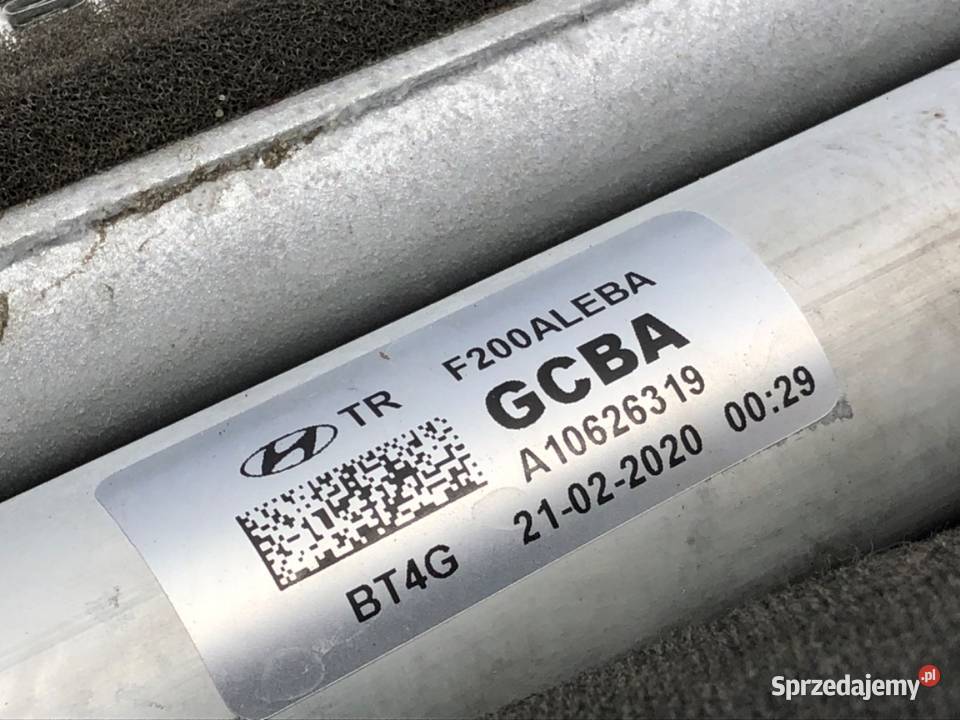 TR F200ALEBA
GCBA
A10626319
BT4G 21-02-2020 00:29
Sprzedajemy.pl